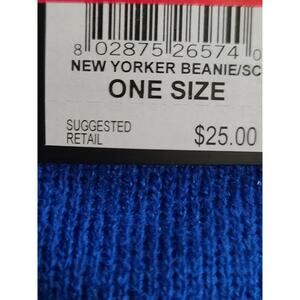 8 02875 26574 0
NEW YORKER BEANIE/SC
ONE SIZE
SUGGESTED
RETAIL $25.00